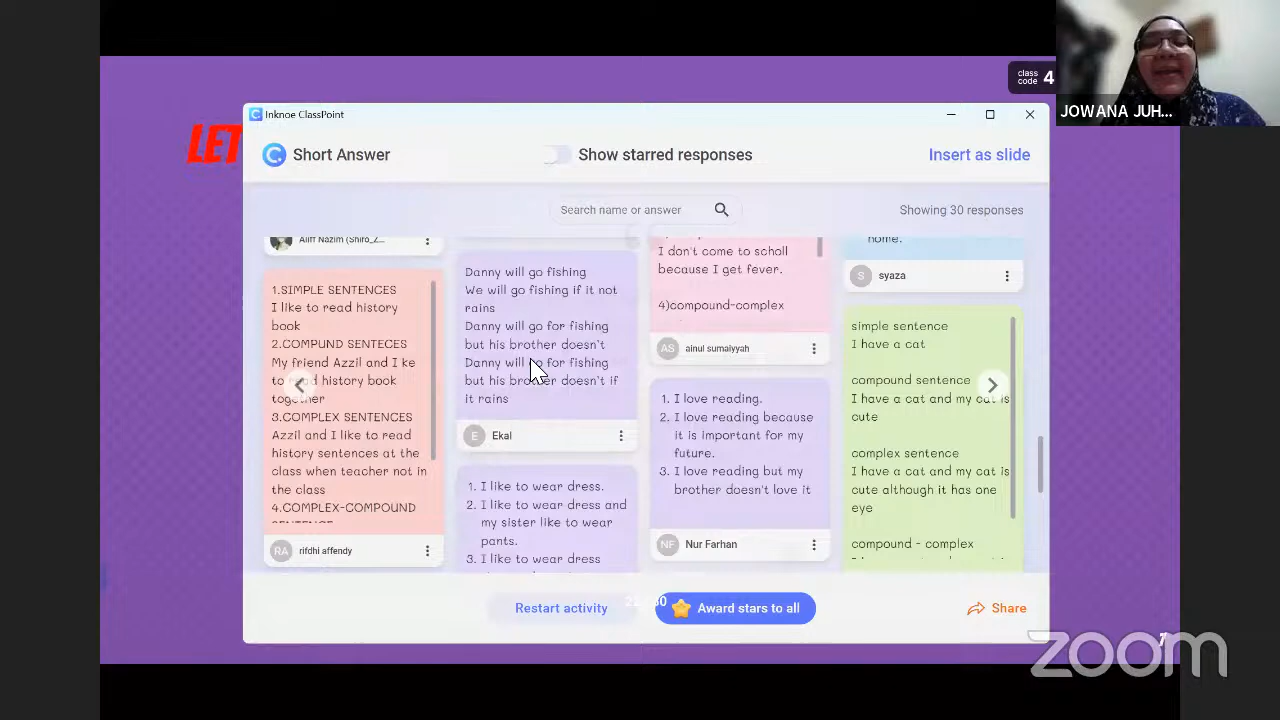 class code 4
JOWANA JUH...
LET
Inknoe ClassPoint
Short Answer
Show starred responses
Insert as slide
Search name or answer
Showing 30 responses
Aliff Nazim (Shiro_Z...
1.SIMPLE SENTENCES
I like to read history
book
2.COMPUND SENTECES
My friend Azzil and I ke
to read history book
together
3.COMPLEX SENTENCES
Azzil and I like to read
history sentences at
the class when teacher not in
the class
4.COMPLEX-COMPOUND
SENTENCE
RA rifdhi affendy
Danny will go fishing
We will go fishing if it not
rains
Danny will go for fishing
but his brother doesn't
Danny will go for fishing
but his brother doesn't if
it rains
E Ekal
1. I like to wear dress.
2. I like to wear dress and
my sister like to wear
pants.
3. I like to wear dress
I don't come to scholl
because I get fever.
4)compound-complex
AS ainul sumaiyyah
1. I love reading.
2. I love reading because
it is important for my
future.
3. I love reading but my
brother doesn't love it
NF Nur Farhan
home.
S syaza
simple sentence
I have a cat
compound sentence
I have a cat and my cat is
cute
complex sentence
I have a cat and my cat is
cute although it has one
eye
compound - complex
Restart activity
Award stars to all
Share
zoom